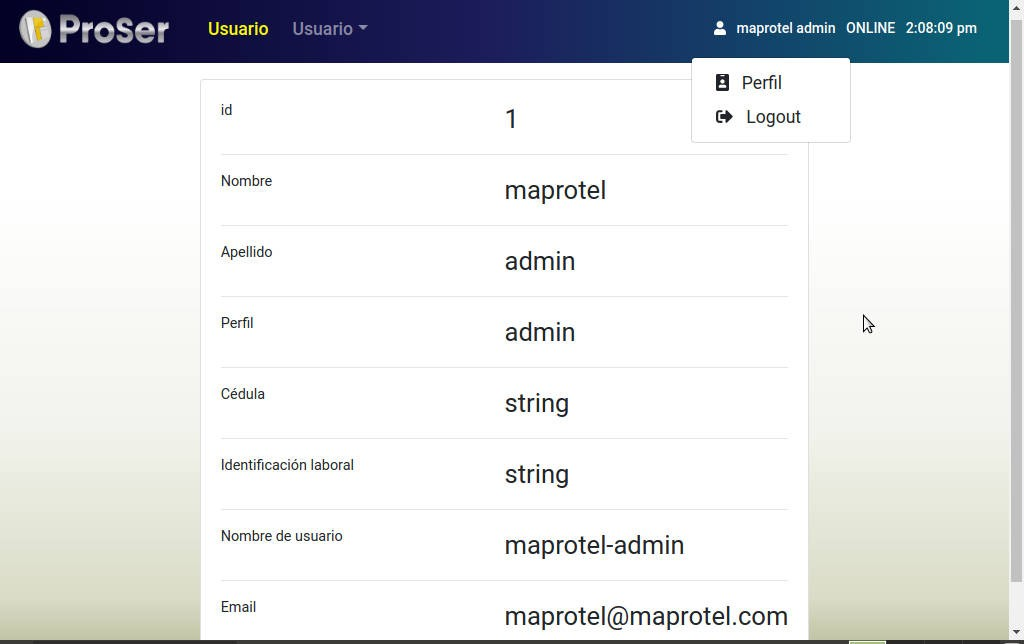 ProSer Usuario Usuario maprotel admin ONLINE 2:08:09 pm
Perfil
Logout
id 1
Nombre maprotel
Apellido admin
Perfil admin
Cédula string
Identificación laboral string
Nombre de usuario maprotel-admin
Email maprotel@maprotel.com